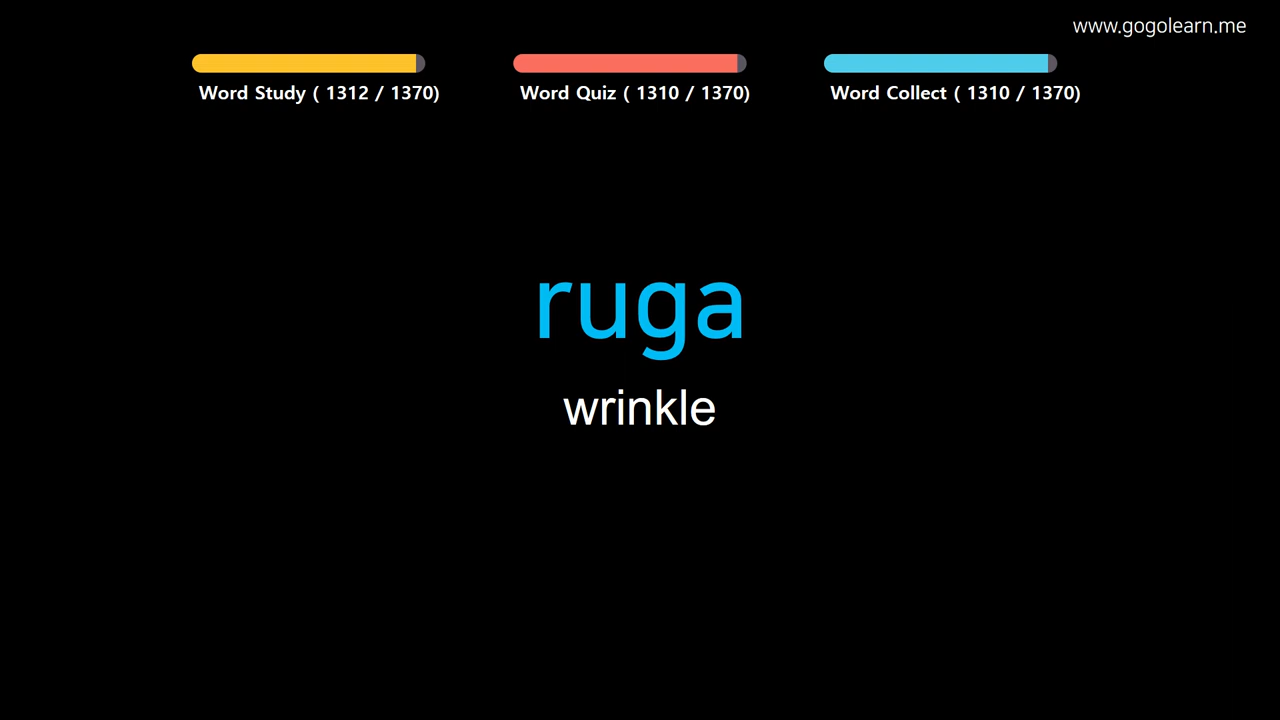 www.gogolearn.me
Word Study ( 1312 / 1370)
Word Quiz ( 1310 / 1370)
Word Collect ( 1310 / 1370)
ruga
wrinkle